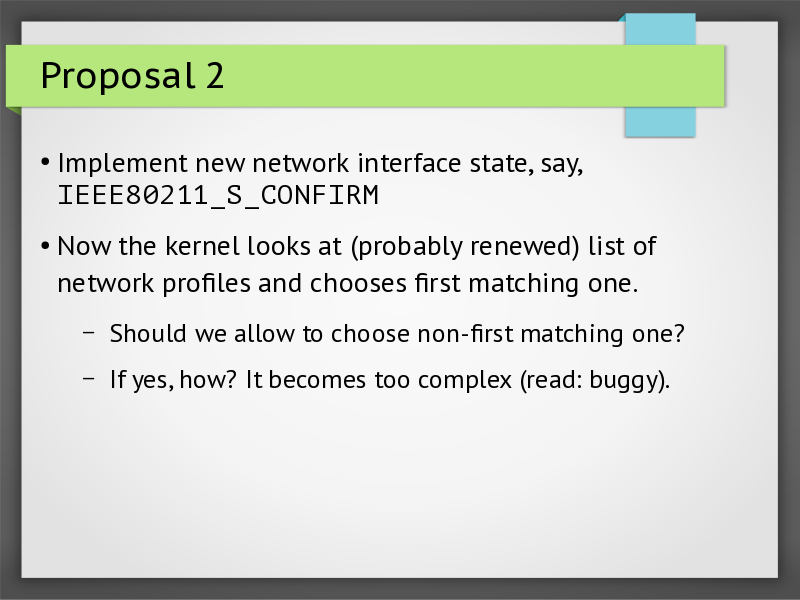 Proposal 2
• Implement new network interface state, say,
IEEE80211_S_CONFIRM
• Now the kernel looks at (probably renewed) list of
network profiles and chooses first matching one.
– Should we allow to choose non-first matching one?
– If yes, how? It becomes too complex (read: buggy).